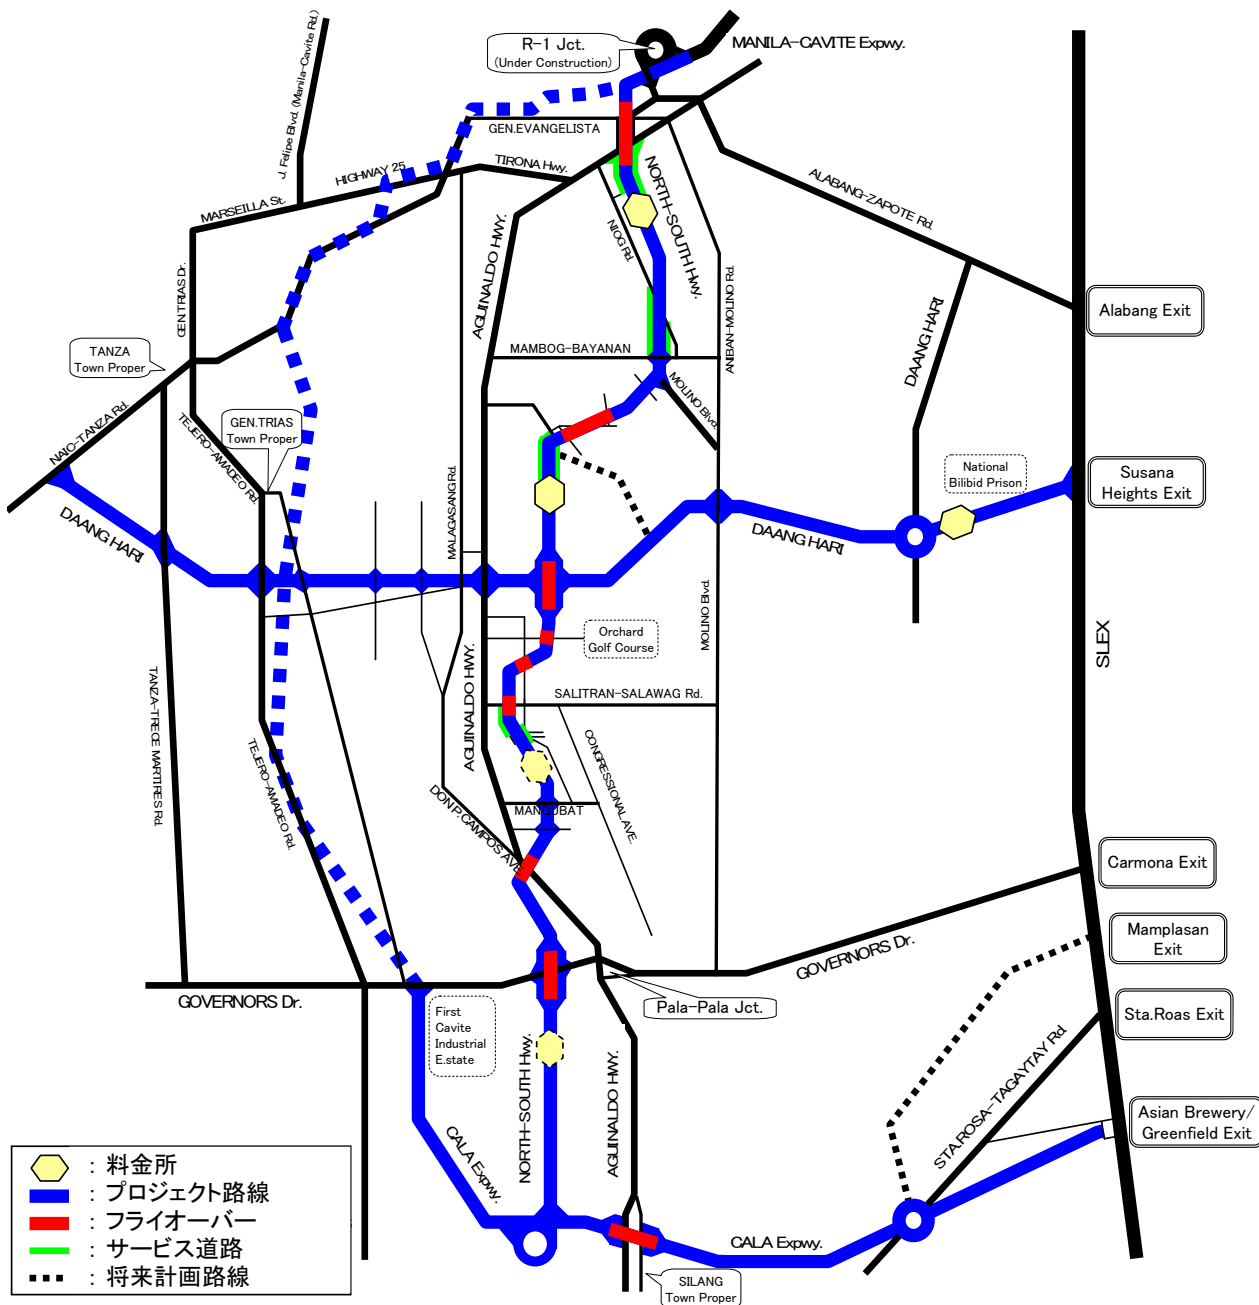 R-1 Jct.
(Under Construction)
MANILA-CAVITE Expwy.
J. Felipe Blvd. (Manila-Cavite Rd.)
GEN.EVANGELISTA
TIRONA Hwy.
HIGHWAY 25
MARSEILLA St.
NORTH-SOUTH Hwy.
NIOG Rd.
ALABANG-ZAPOTE Rd.
AGUINALDO HWY.
GENTRIAS Dr.
ANIBAN-MOLINO Rd.
DAANG HARI
Alabang Exit
TANZA
Town Proper
MAMBOG-BAYANAN
MOLINO Blvd.
NAIC-TANZA Rd.
TEJERO-AMADEO Rd.
GEN.TRIAS
Town Proper
National
Bilibid Prison
Susana
Heights Exit
MALAGASANG Rd.
DAANG HARI
DAANG HARI
MOLINO Blvd.
Orchard
Golf Course
SLEX
TANZA-TRECE MARTIRES Rd.
AGUINALDO HWY.
SALITRAN-SALAWAG Rd.
CONGRESSIONAL AVE.
TEJERO-AMADEO Rd.
MANGUBAT
DON P. CAMPOS AVE.
Carmona Exit
Mamplasan
Exit
GOVERNORS Dr.
GOVERNORS Dr.
Pala-Pala Jct.
Sta.Roas Exit
First
Cavite
Industrial
E.state
NORTH-SOUTH Hwy.
AGUINALDO HWY.
STA.ROSA-TAGAYTAY Rd
Asian Brewery/
Greenfield Exit
CALA Expwy.
CALA Expwy.
SILANG
Town Proper
: 料金所
: プロジェクト路線
: フライオーバー
: サービス道路
: 将来計画路線